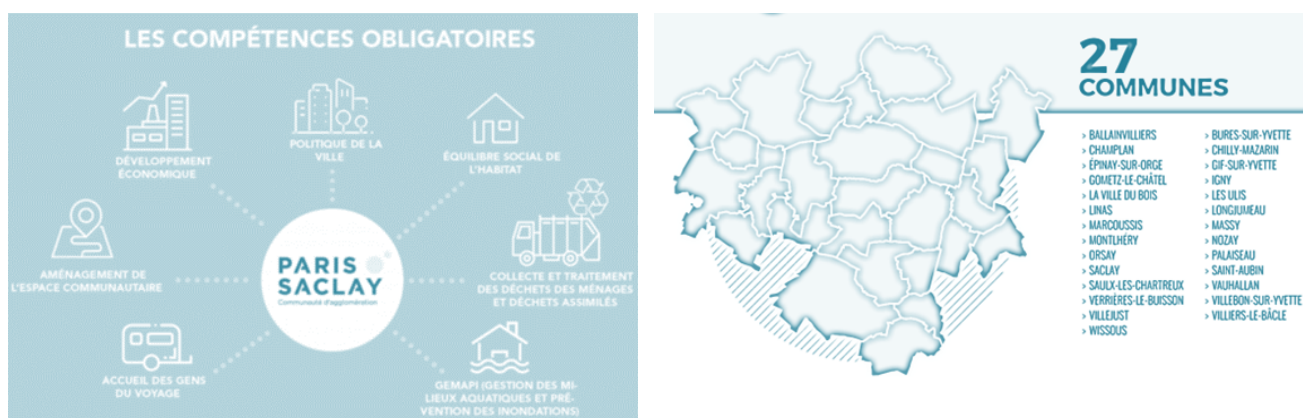 LES COMPÉTENCES OBLIGATOIRES
DÉVELOPPEMENT
ÉCONOMIQUE
POLITIQUE DE LA
VILLE
ÉQUILIBRE SOCIAL DE
L'HABITAT
AMÉNAGEMENT DE
L'ESPACE COMMUNAUTAIRE
PARIS
SACLAY
Communauté d'agglomération
COLLECTE ET TRAITEMENT
DES DÉCHETS DES MÉNAGES
ET DÉCHETS ASSIMILÉS
ACCUEIL DES GENS
DU VOYAGE
GEMAPI (GESTION DES MI-
LIEUX AQUATIQUES ET PRÉ-
VENTION DES INONDATIONS)
27
COMMUNES
> BALLAINVILLIERS
> CHAMPLAN
> ÉPINAY-SUR-ORGE
> GOMETZ-LE-CHÂTEL
> LA VILLE DU BOIS
> LINAS
> MARCOUSSIS
> MONTLHÉRY
> ORSAY
> SACLAY
> SAULX-LES-CHARTREUX
> VERRIÈRES-LE-BUISSON
> VILLEJUST
> WISSOUS
> BURES-SUR-YVETTE
> CHILLY-MAZARIN
> GIF-SUR-YVETTE
> IGNY
> LES ULIS
> LONGJUMEAU
> MASSY
> NOZAY
> PALAISEAU
> SAINT-AUBIN
> VAUHALLAN
> VILLEBON-SUR-YVETTE
> VILLIERS-LE-BÂCLE